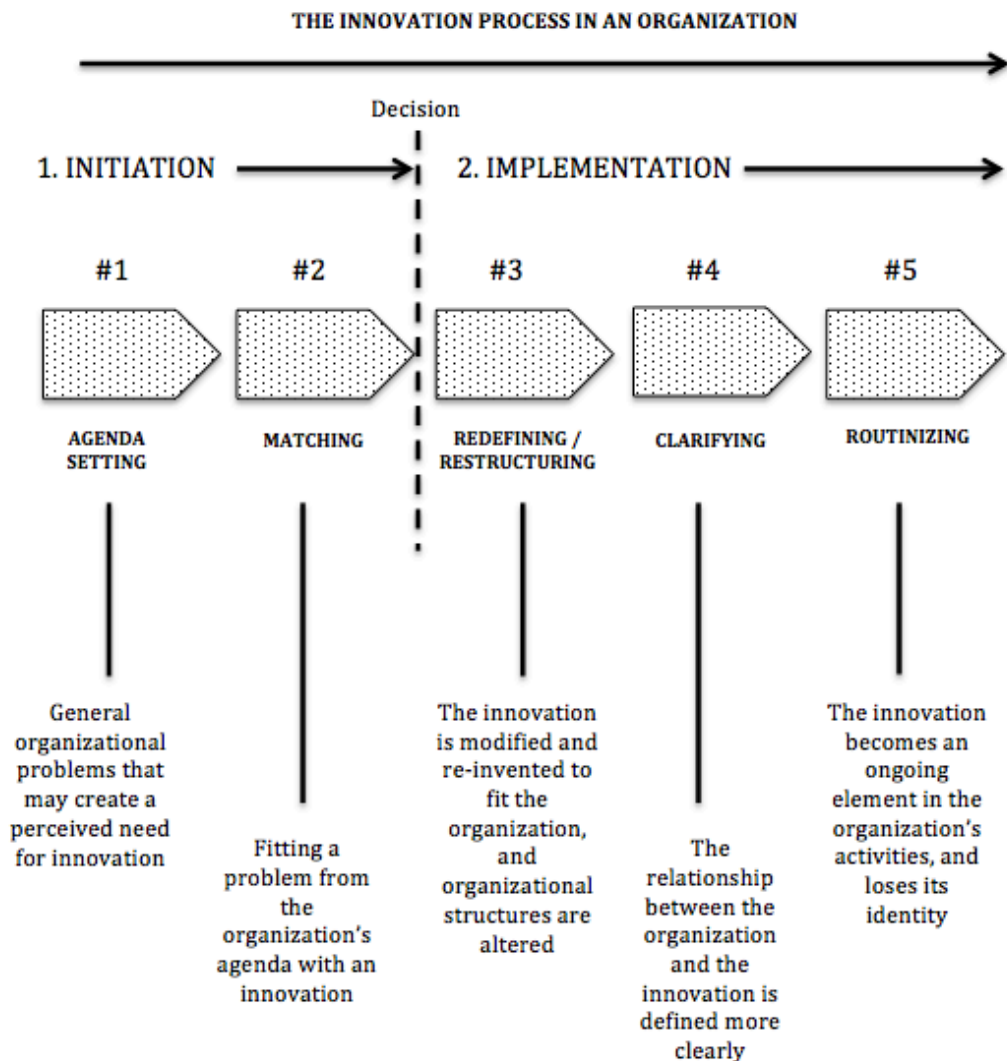 THE INNOVATION PROCESS IN AN ORGANIZATION
Decision
1. INITIATION
2. IMPLEMENTATION
#1
#2
#3
#4
#5
AGENDA
SETTING
MATCHING
REDEFINING /
RESTRUCTURING
CLARIFYING
ROUTINIZING
General
organizational
problems that
may create a
perceived need
for innovation
Fitting a
problem from
the
organization's
agenda with an
innovation
The innovation
is modified and
re-invented to
fit the
organization,
and
organizational
structures are
altered
The
relationship
between the
organization
and the
innovation is
defined more
clearly
The innovation
becomes an
ongoing
element in the
organization's
activities, and
loses its
identity